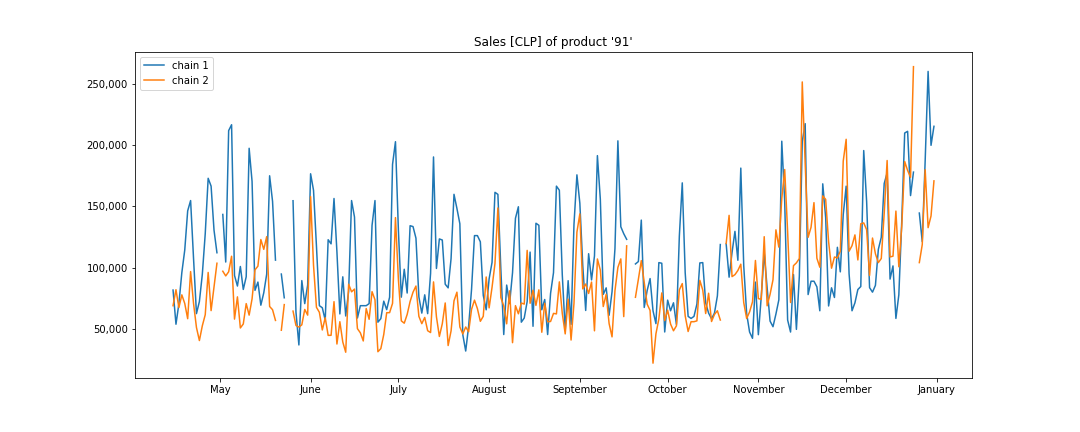 Sales [CLP] of product '91'
chain 1
chain 2
250,000
200,000
150,000
100,000
50,000
May June July August September October November December January